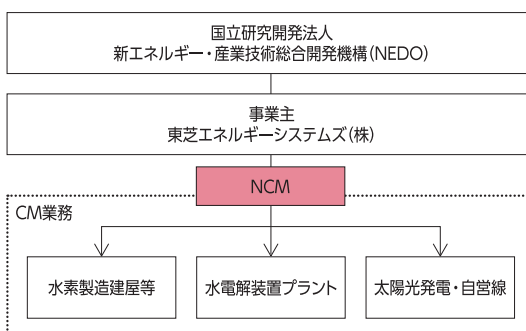 国立研究開発法人
新エネルギー・産業技術総合開発機構(NEDO)
事業主
東芝エネルギーシステムズ(株)
NCM
CM業務
水素製造建屋等
水電解装置プラント
太陽光発電・自営線